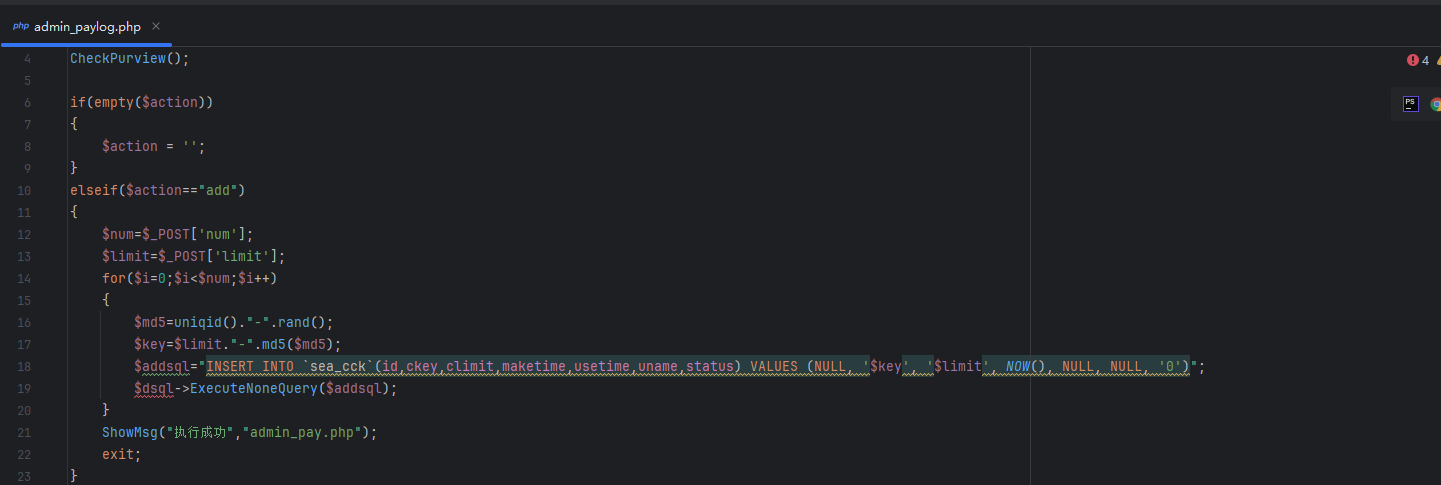 php admin_paylog.php ×
4 CheckPurview();
4
5
6 if(empty($action))
7 {
8 $action = '';
9 }
10 elseif($action=="add")
11 {
12 $num=$_POST['num'];
13 $limit=$_POST['limit'];
14 for($i=0;$i<$num;$i++)
15 {
16 $md5=uniqid()."-".rand();
17 $key=$limit."-".md5($md5);
18 $addsql="INSERT INTO `sea_cck`(id,ckey,climit,maketime,usetime,uname,status) VALUES (NULL, '$key', '$limit', NOW(), NULL, NULL, '0')";
19 $dsql->ExecuteNoneQuery($addsql);
20 }
21 ShowMsg("执行成功","admin_pay.php");
22 exit;
23 }
PS